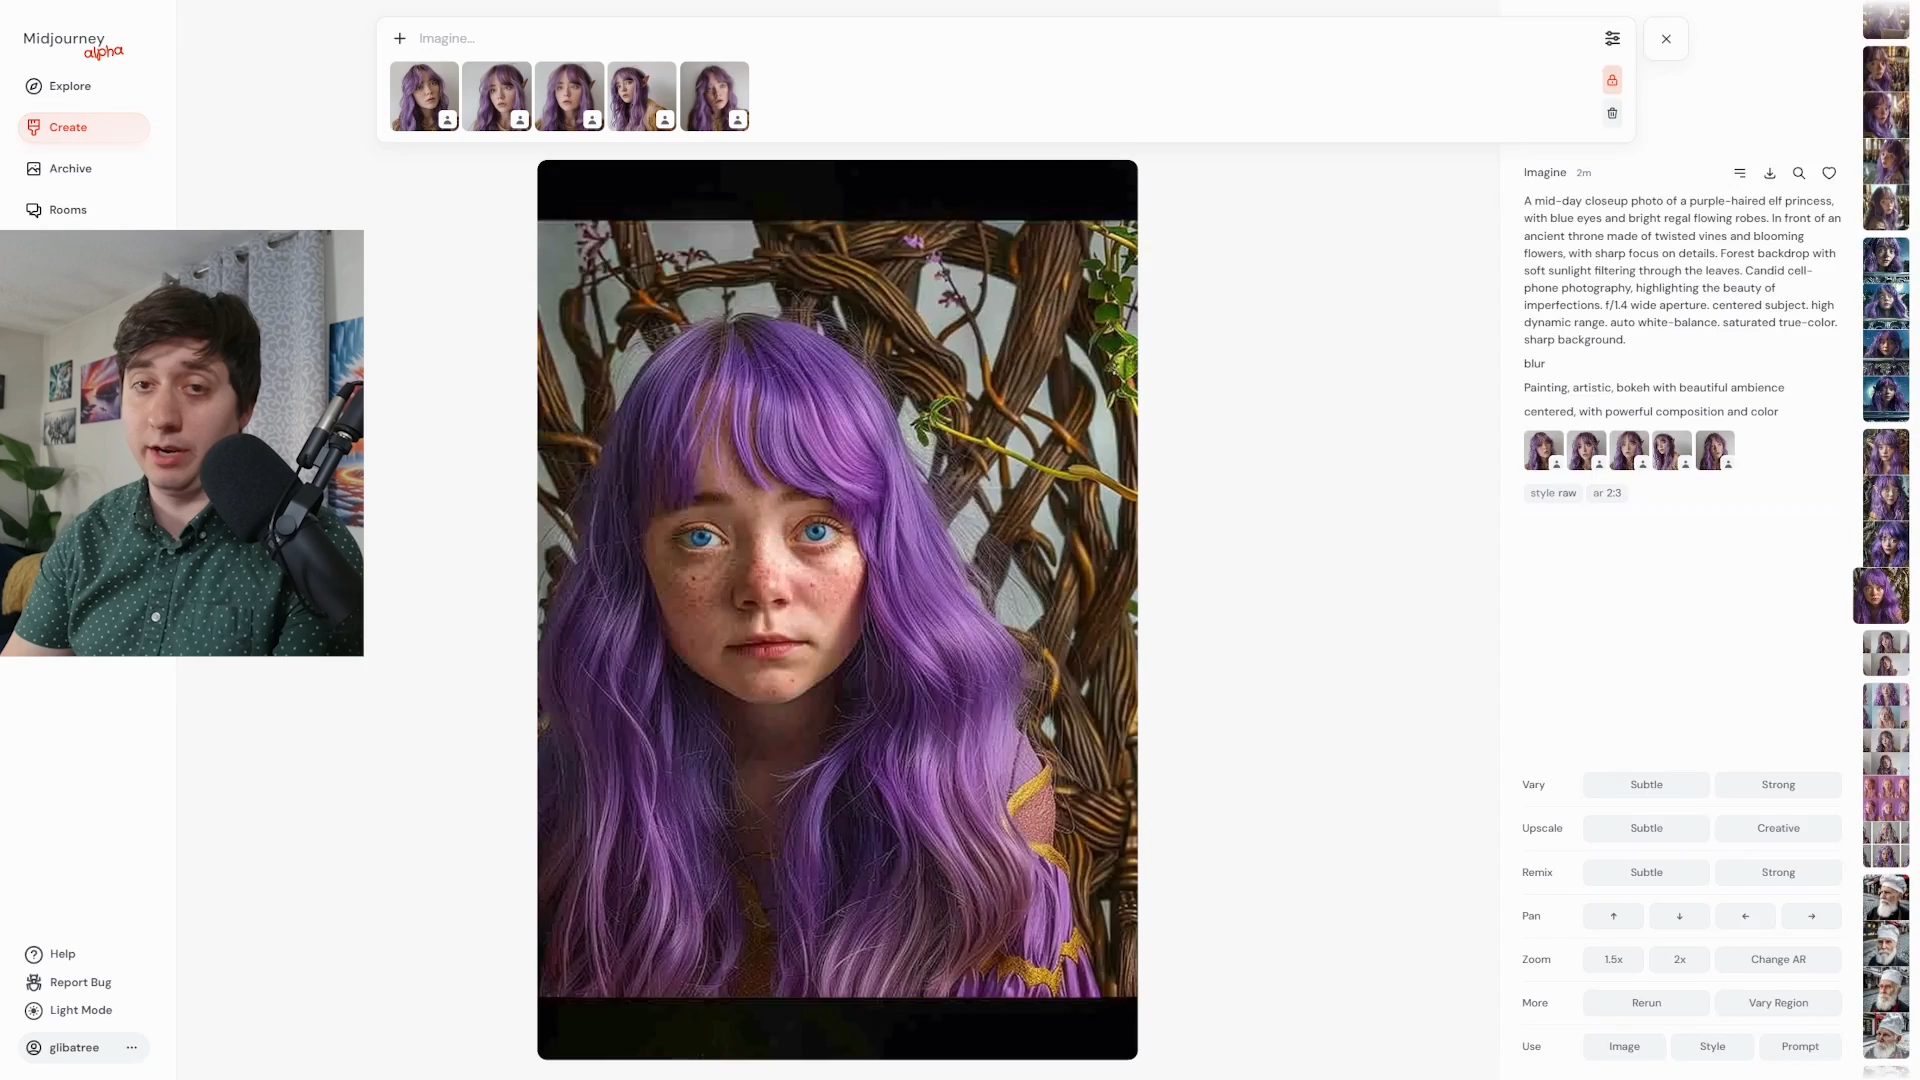 Midjourney
alpha
Explore
Create
Archive
Rooms
Help
Report Bug
Light Mode
glibatree
Imagine...
Imagine 2m
A mid-day closeup photo of a purple-haired elf princess,
with blue eyes and bright regal flowing robes. In front of an
ancient throne made of twisted vines and blooming
flowers, with sharp focus on details. Forest backdrop with
soft sunlight filtering through the leaves. Candid cell-
phone photography, highlighting the beauty of
imperfections. f/1.4 wide aperture. centered subject. high
dynamic range. auto white-balance. saturated true-color.
sharp background.
blur
Painting, artistic, bokeh with beautiful ambience
centered, with powerful composition and color
style raw ar 2:3
Vary Subtle Strong
Upscale Subtle Creative
Remix Subtle Strong
Pan
Zoom 1.5x 2x Change AR
More Rerun Vary Region
Use Image Style Prompt